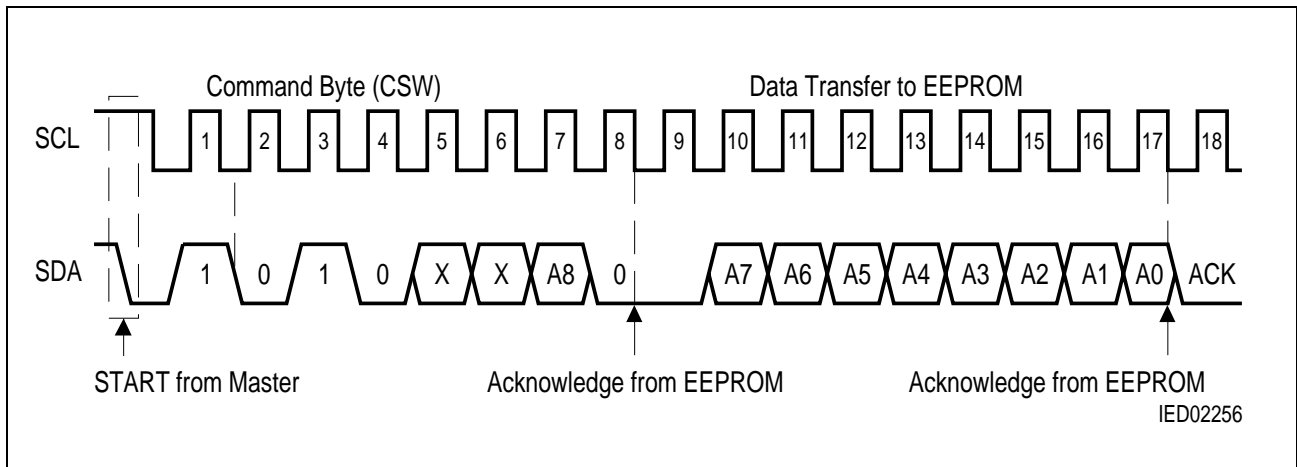 Command Byte (CSW) Data Transfer to EEPROM
SCL 1 2 3 4 5 6 7 8 9 10 11 12 13 14 15 16 17 18
SDA 1 0 1 0 X X A8 0 A7 A6 A5 A4 A3 A2 A1 A0 ACK
START from Master Acknowledge from EEPROM Acknowledge from EEPROM
IED02256